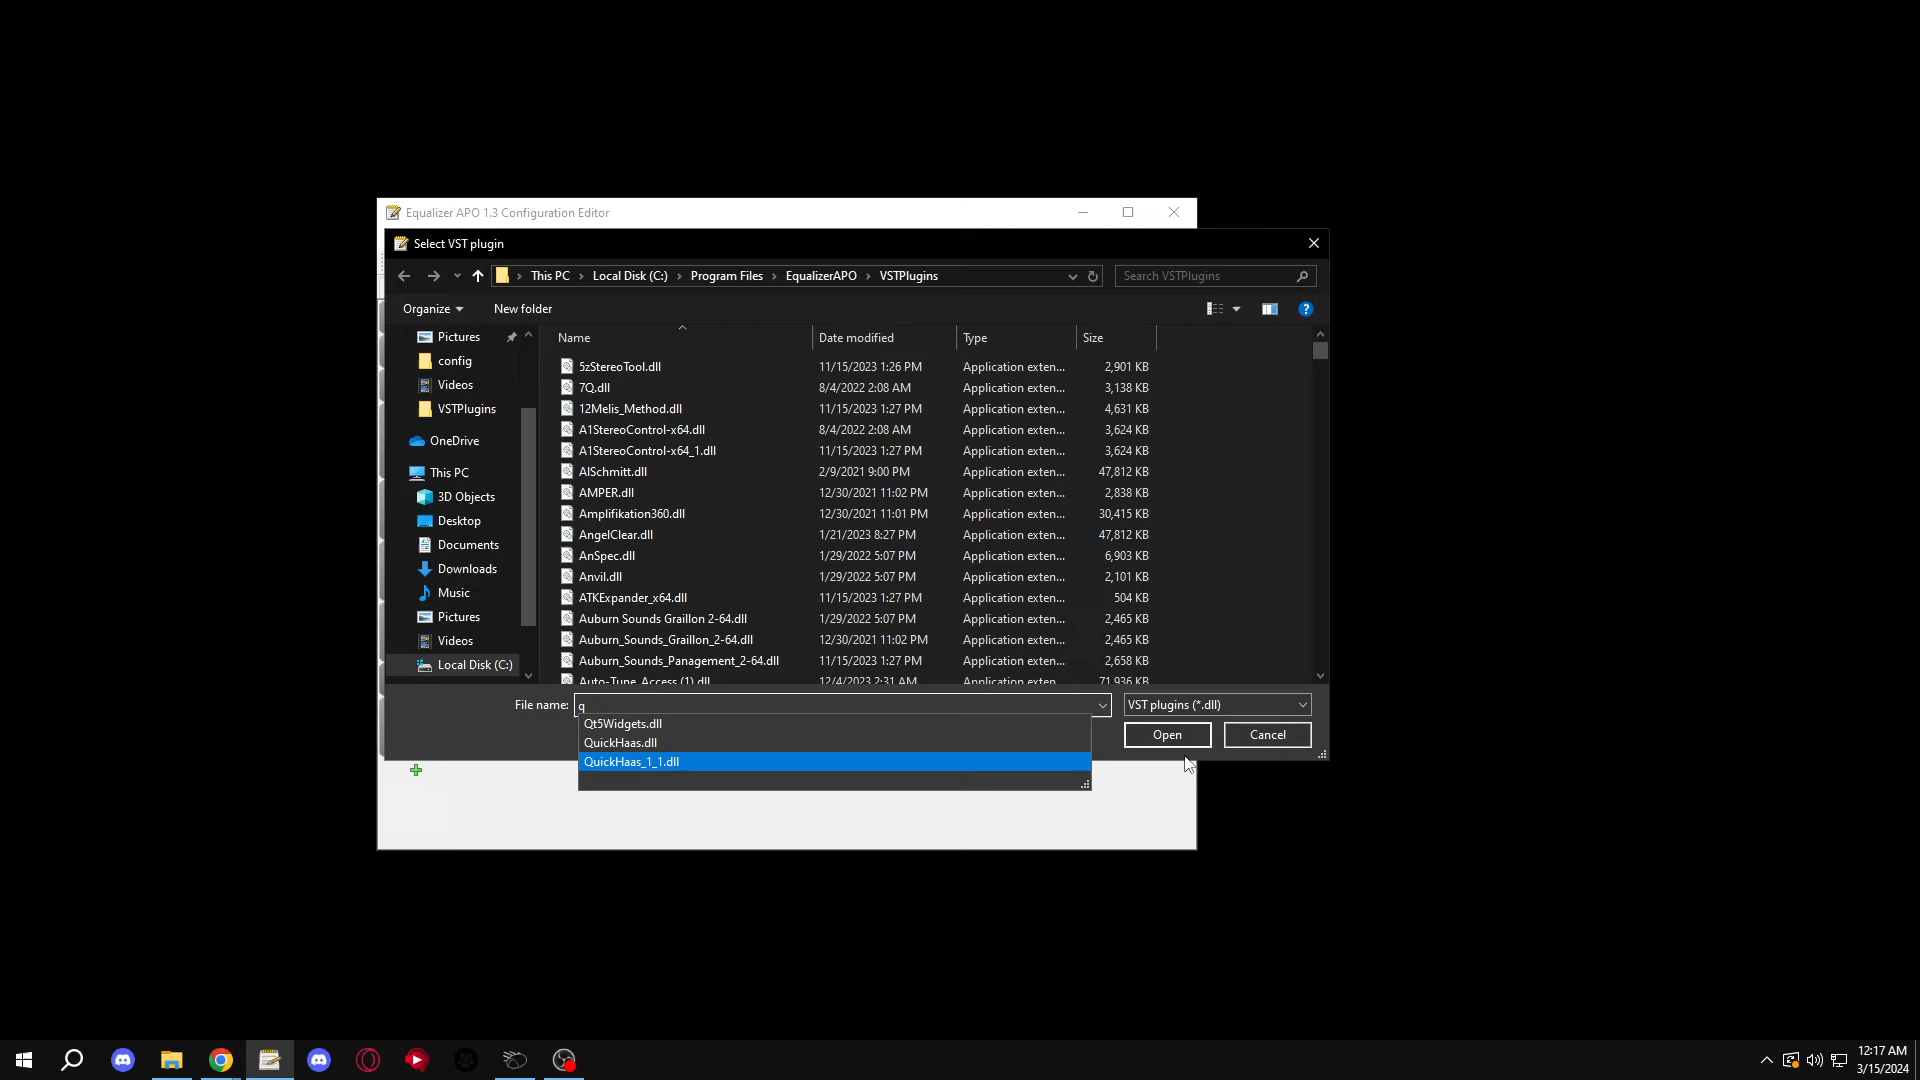 Equalizer APO 1.3 Configuration Editor
Select VST plugin
This PC > Local Disk (C:) > Program Files > EqualizerAPO > VSTPlugins
Search VSTPlugins
Organize
New folder
Name
Date modified
Type
Size
Pictures
config
Videos
VSTPlugins
OneDrive
This PC
3D Objects
Desktop
Documents
Downloads
Music
Pictures
Videos
Local Disk (C:)
5zStereoTool.dll 11/15/2023 1:26 PM Application exten... 2,901 KB
7Q.dll 8/4/2022 2:08 AM Application exten... 3,138 KB
12Melis_Method.dll 11/15/2023 1:27 PM Application exten... 4,631 KB
A1StereoControl-x64.dll 8/4/2022 2:08 AM Application exten... 3,624 KB
A1StereoControl-x64_1.dll 11/15/2023 1:27 PM Application exten... 3,624 KB
AlSchmitt.dll 2/9/2021 9:00 PM Application exten... 47,812 KB
AMPER.dll 12/30/2021 11:02 PM Application exten... 2,838 KB
Amplifikation360.dll 12/30/2021 11:01 PM Application exten... 30,415 KB
AngelClear.dll 1/21/2023 8:27 PM Application exten... 47,812 KB
AnSpec.dll 1/29/2022 5:07 PM Application exten... 6,903 KB
Anvil.dll 1/29/2022 5:07 PM Application exten... 2,101 KB
ATKExpander_x64.dll 11/15/2023 1:27 PM Application exten... 504 KB
Auburn Sounds Graillon 2-64.dll 1/29/2022 5:07 PM Application exten... 2,465 KB
Auburn_Sounds_Graillon_2-64.dll 12/30/2021 11:02 PM Application exten... 2,465 KB
Auburn_Sounds_Panagement_2-64.dll 11/15/2023 1:27 PM Application exten... 2,658 KB
Auto-Tune Access (1).dll 12/4/2023 2:31 AM Application exten... 71,936 KB
File name: q
VST plugins (*.dll)
Qt5Widgets.dll
QuickHaas.dll
QuickHaas_1_1.dll
Open
Cancel
12:17 AM
3/15/2024